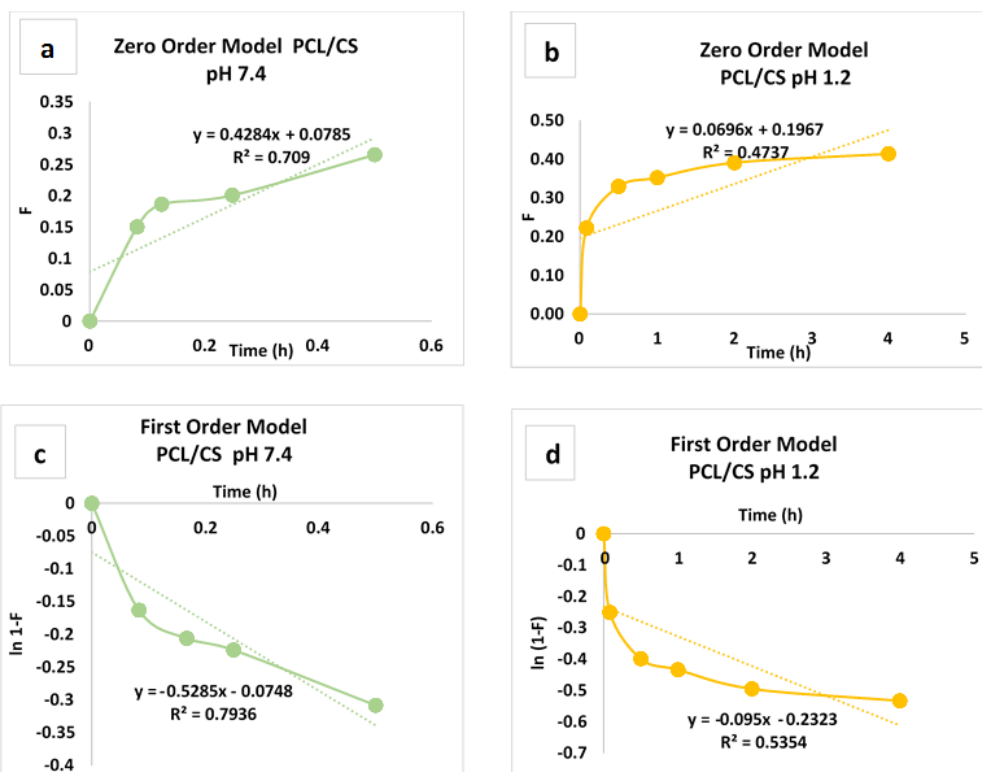 a
Zero Order Model PCL/CS
pH 7.4
0.35
0.3
0.25
0.2
0.15
0.1
0.05
0
F
y = 0.4284x + 0.0785
R² = 0.709
0
0.2
0.4
0.6
Time (h)
b
Zero Order Model
PCL/CS pH 1.2
0.50
0.40
0.30
0.20
0.10
0.00
F
y = 0.0696x + 0.1967
R² = 0.4737
0
1
2
3
4
5
Time (h)
c
First Order Model
PCL/CS pH 7.4
Time (h)
0
0.2
0.4
0.6
0
-0.05
-0.1
-0.15
-0.2
-0.25
-0.3
-0.35
-0.4
ln 1-F
y = -0.5285x - 0.0748
R² = 0.7936
d
First Order Model
PCL/CS pH 1.2
Time (h)
0
1
2
3
4
5
0
-0.1
-0.2
-0.3
-0.4
-0.5
-0.6
-0.7
ln (1-F)
y = -0.095x - 0.2323
R² = 0.5354